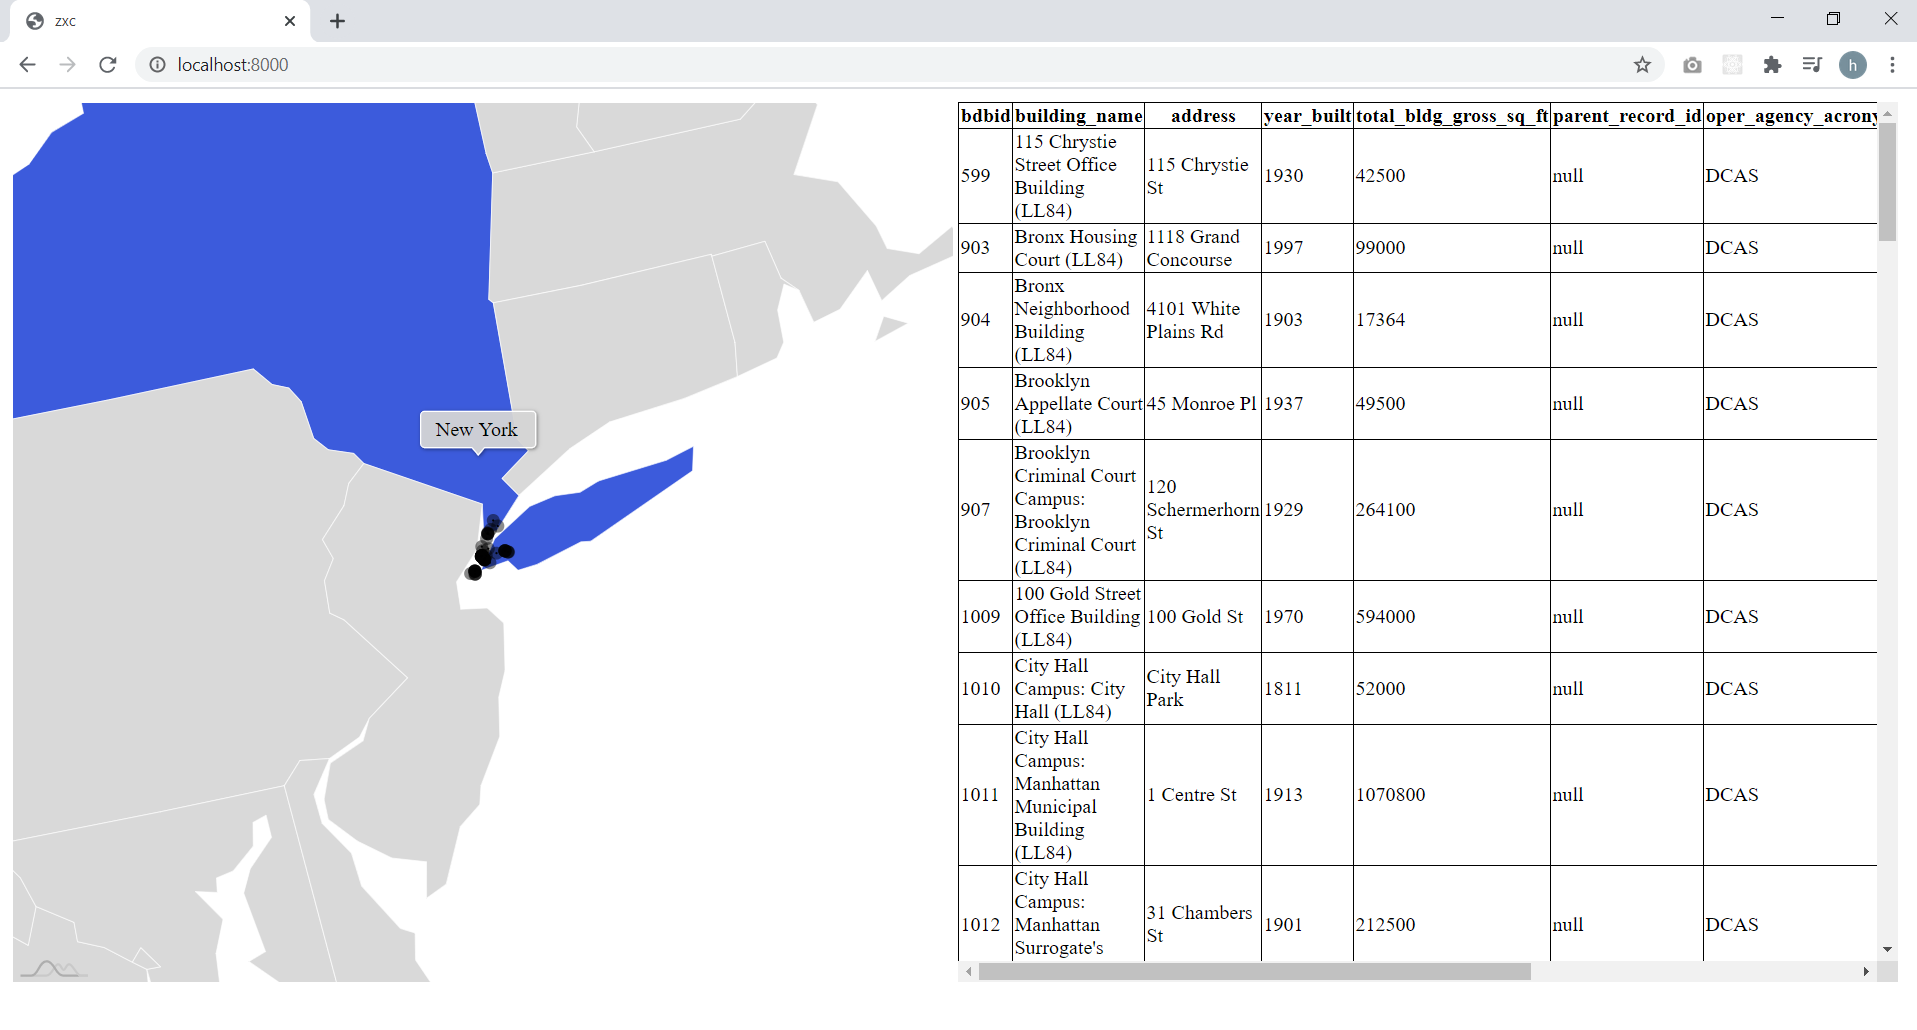 zxc
localhost:8000
h
New York
bdbid building_name address year_built total_bldg_gross_sq_ft parent_record_id oper_agency_acrony
599 115 Chrystie Street Office Building (LL84) 115 Chrystie St 1930 42500 null DCAS
903 Bronx Housing Court (LL84) 1118 Grand Concourse 1997 99000 null DCAS
904 Bronx Neighborhood Building (LL84) 4101 White Plains Rd 1903 17364 null DCAS
905 Brooklyn Appellate Court (LL84) 45 Monroe Pl 1937 49500 null DCAS
907 Brooklyn Criminal Court Campus: Brooklyn Criminal Court (LL84) 120 Schermerhorn St 1929 264100 null DCAS
1009 100 Gold Street Office Building (LL84) 100 Gold St 1970 594000 null DCAS
1010 City Hall Campus: City Hall (LL84) City Hall Park 1811 52000 null DCAS
1011 City Hall Campus: Manhattan Municipal Building (LL84) 1 Centre St 1913 1070800 null DCAS
1012 City Hall Campus: Manhattan Surrogate's 31 Chambers St 1901 212500 null DCAS